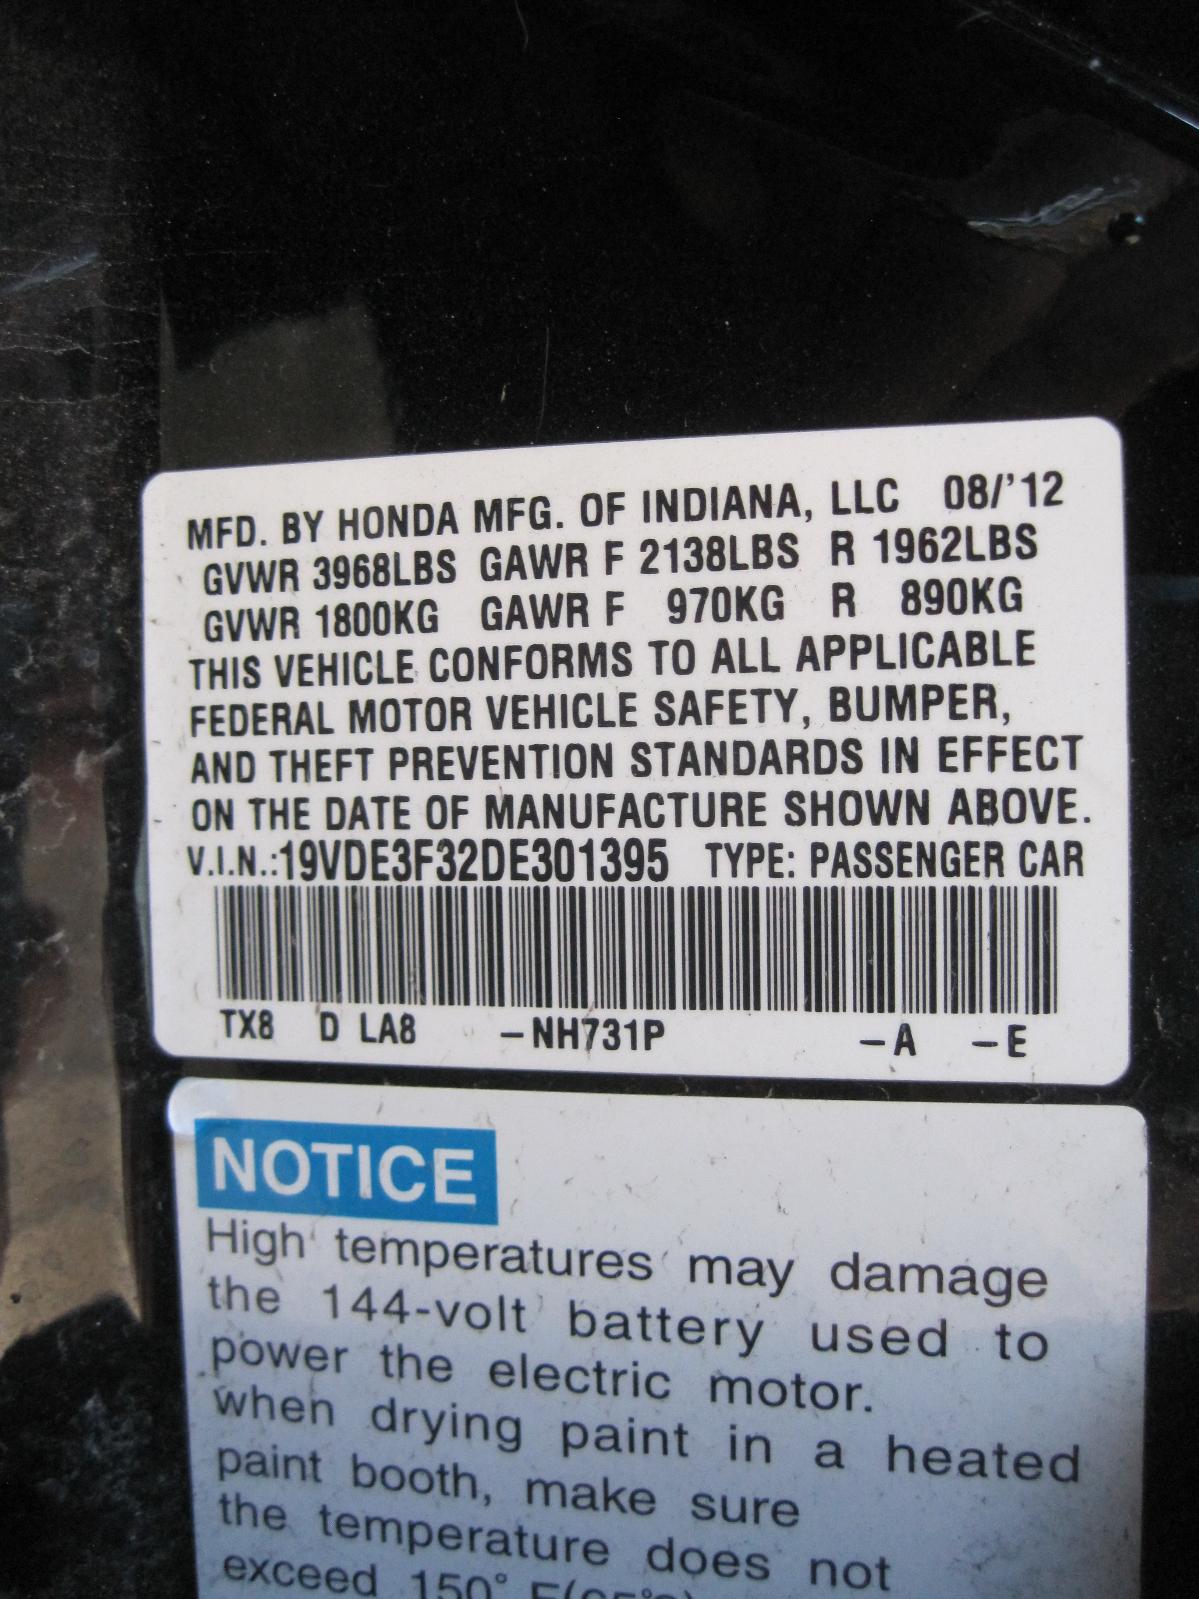 MFD. BY HONDA MFG. OF INDIANA, LLC 08/'12
GVWR 3968LBS GAWR F 2138LBS R 1962LBS
GVWR 1800KG GAWR F 970KG R 890KG
THIS VEHICLE CONFORMS TO ALL APPLICABLE
FEDERAL MOTOR VEHICLE SAFETY, BUMPER,
AND THEFT PREVENTION STANDARDS IN EFFECT
ON THE DATE OF MANUFACTURE SHOWN ABOVE.
V.I.N.:19VDE3F32DE301395 TYPE: PASSENGER CAR
TX8 D LA8 –NH731P –A –E
NOTICE
High temperatures may damage
the 144-volt battery used to
power the electric motor.
when drying paint in a heated
paint booth, make sure
the temperature does not
exceed 150° F